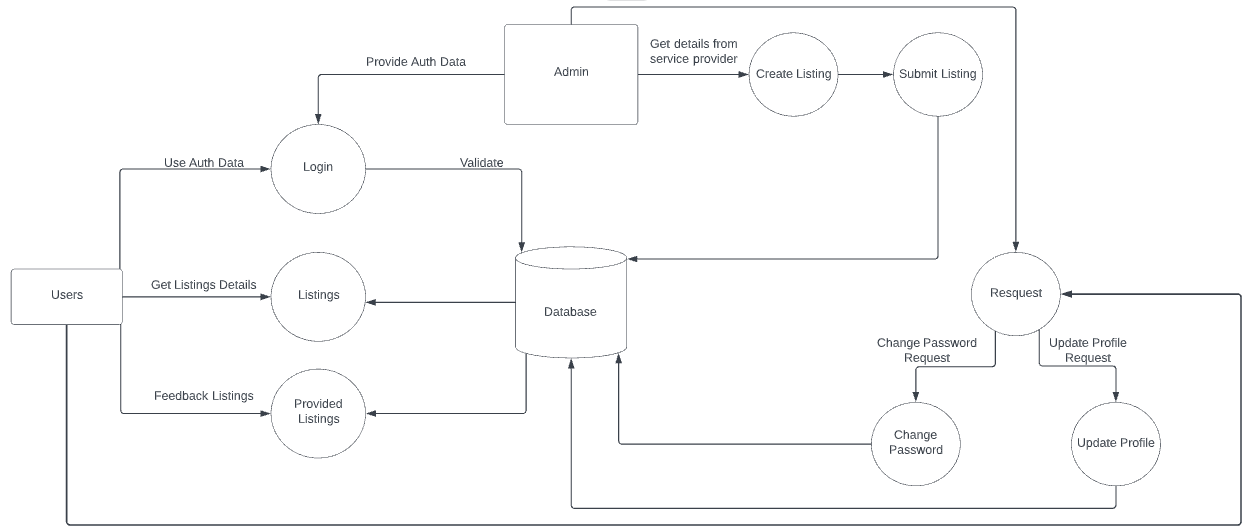 Get details from
service provider
Provide Auth Data
Admin
Create Listing
Submit Listing
Use Auth Data
Login
Validate
Users
Get Listings Details
Listings
Database
Resquest
Change Password
Request
Update Profile
Request
Feedback Listings
Provided
Listings
Change
Password
Update Profile